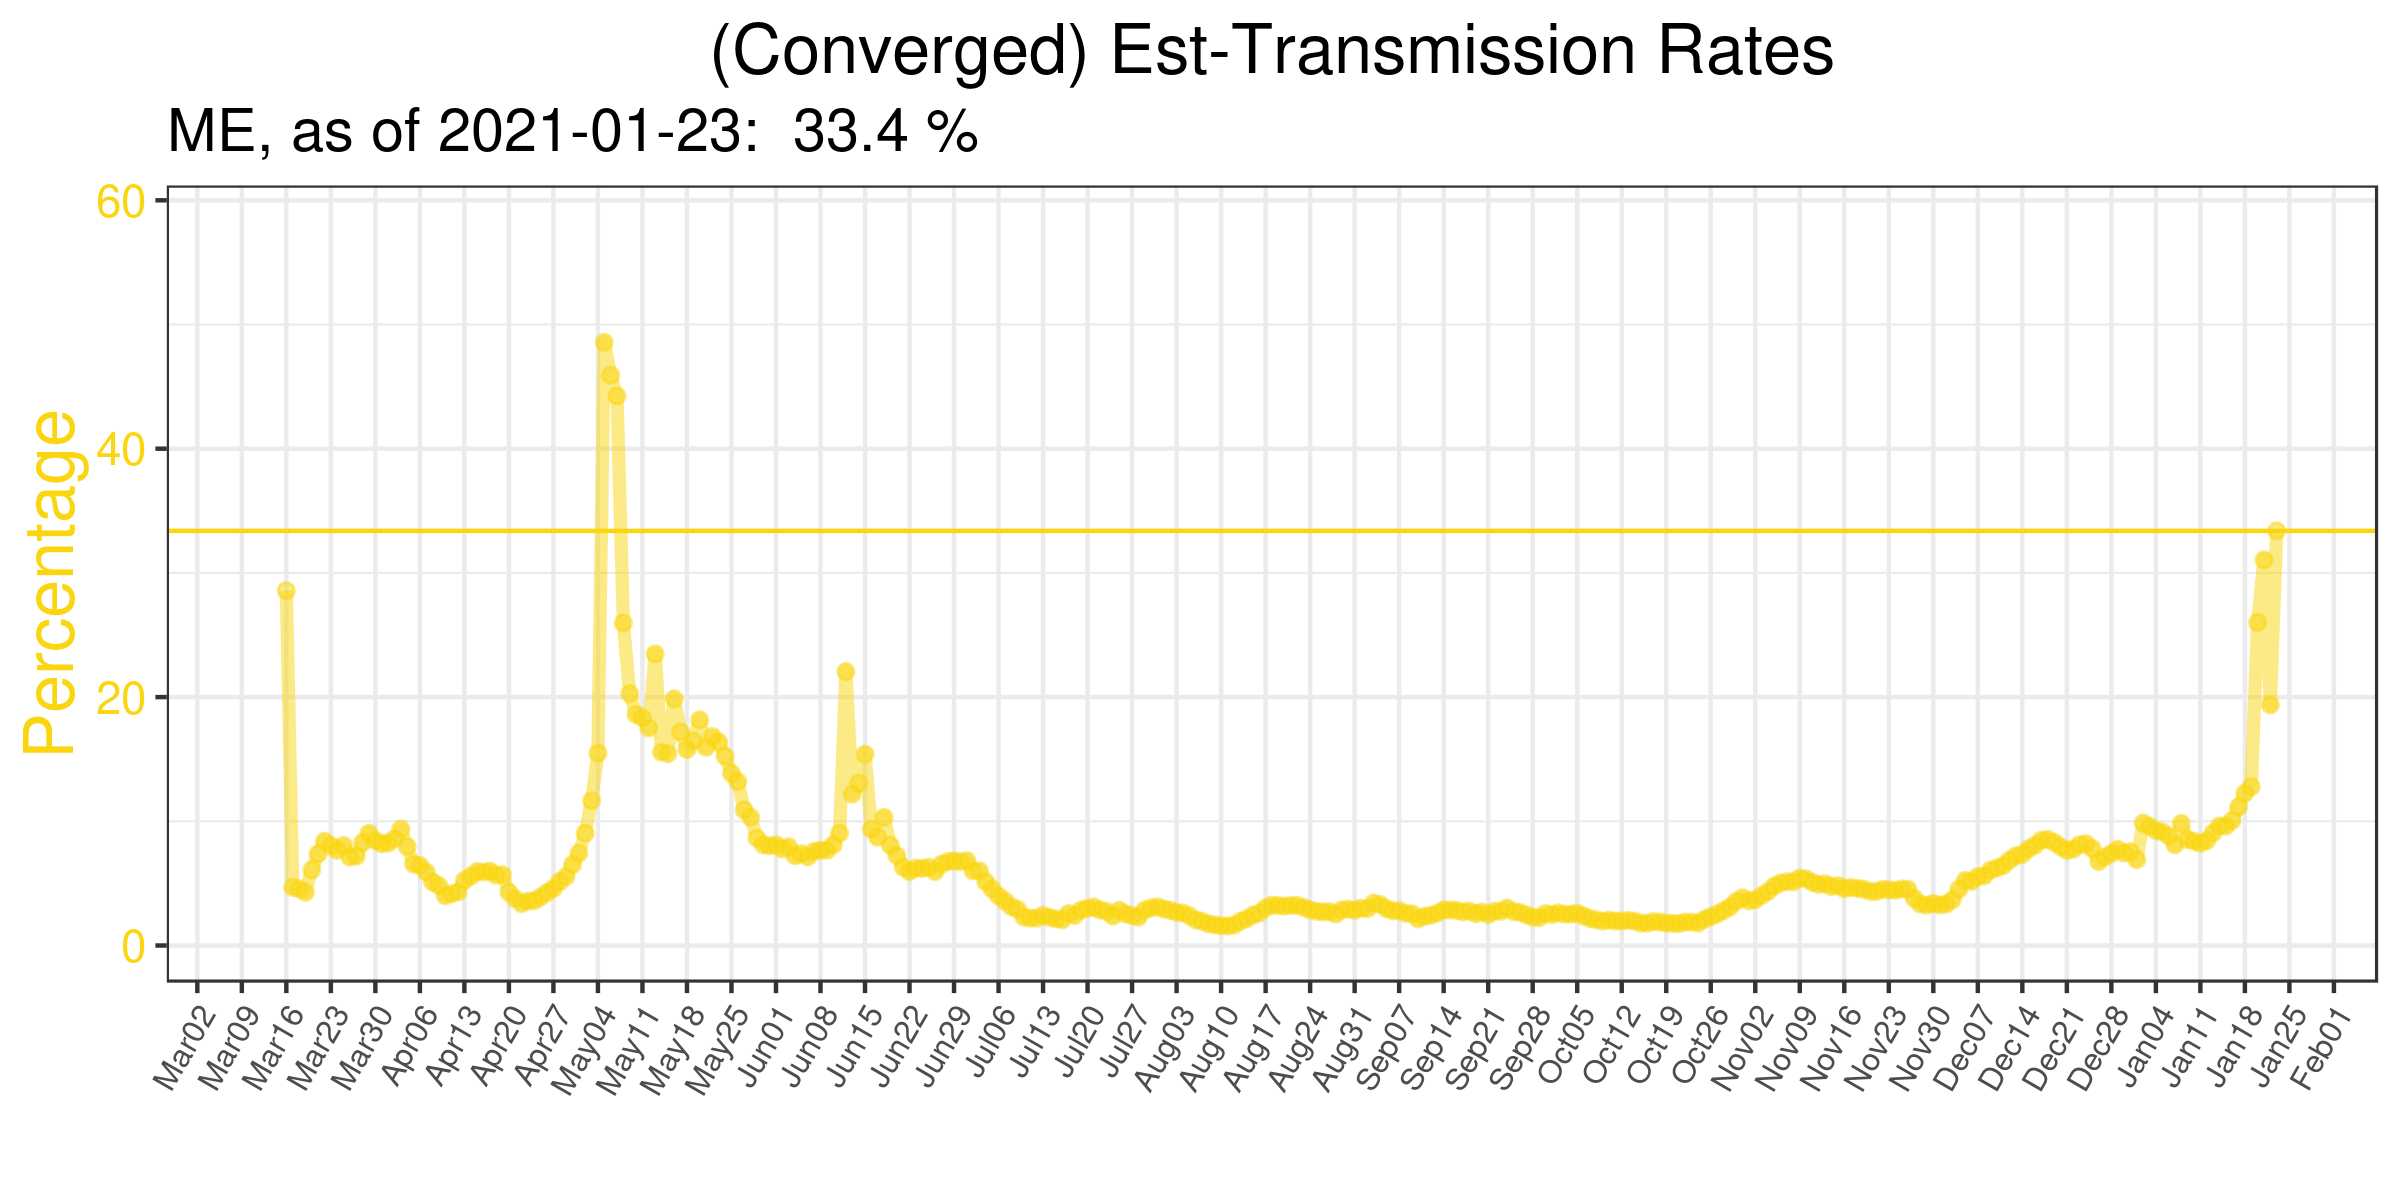 (Converged) Est-Transmission Rates
ME, as of 2021-01-23:  33.4 %
Percentage
60
40
20
0
Mar02
Mar09
Mar16
Mar23
Mar30
Apr06
Apr13
Apr20
Apr27
May04
May11
May18
May25
Jun01
Jun08
Jun15
Jun22
Jun29
Jul06
Jul13
Jul20
Jul27
Aug03
Aug10
Aug17
Aug24
Aug31
Sep07
Sep14
Sep21
Sep28
Oct05
Oct12
Oct19
Oct26
Nov02
Nov09
Nov16
Nov23
Nov30
Dec07
Dec14
Dec21
Dec28
Jan04
Jan11
Jan18
Jan25
Feb01